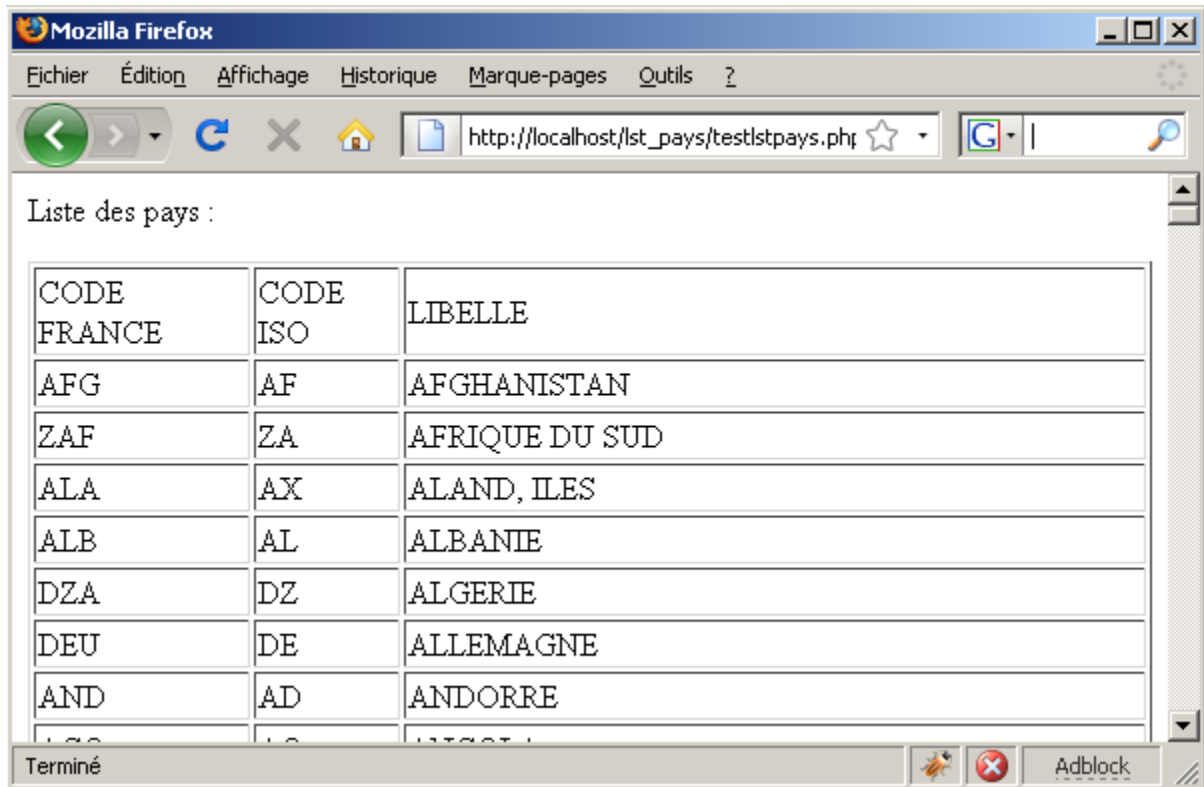 Mozilla Firefox
Fichier Édition Affichage Historique Marque-pages Outils ?
http://localhost/lst_pays/testlstpays.php G
Liste des pays :
CODE FRANCE CODE ISO LIBELLE
AFG AF AFGHANISTAN
ZAF ZA AFRIQUE DU SUD
ALA AX ALAND, ILES
ALB AL ALBANIE
DZA DZ ALGERIE
DEU DE ALLEMAGNE
AND AD ANDORRE
Terminé Adblock